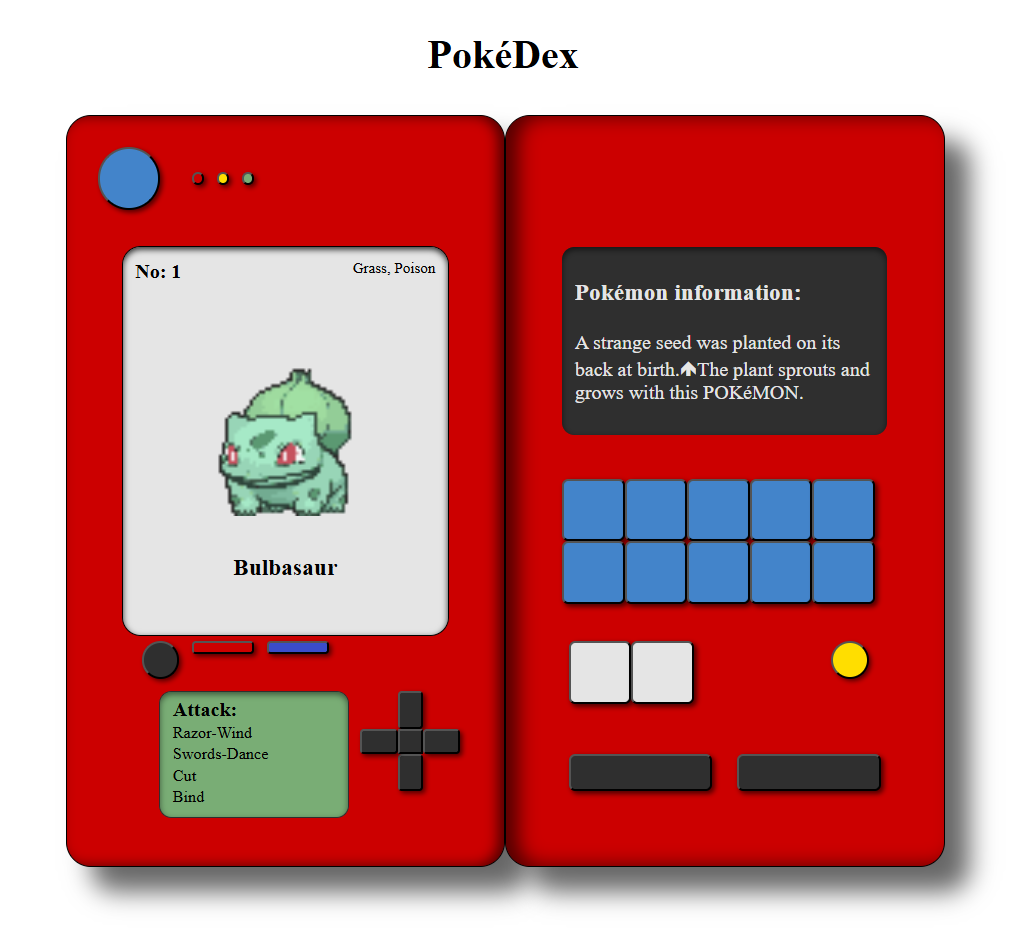 PokéDex
No: 1
Grass, Poison
Bulbasaur
Attack:
Razor-Wind
Swords-Dance
Cut
Bind
Pokémon information:
A strange seed was planted on its
back at birth.🡅The plant sprouts and
grows with this POKéMON.